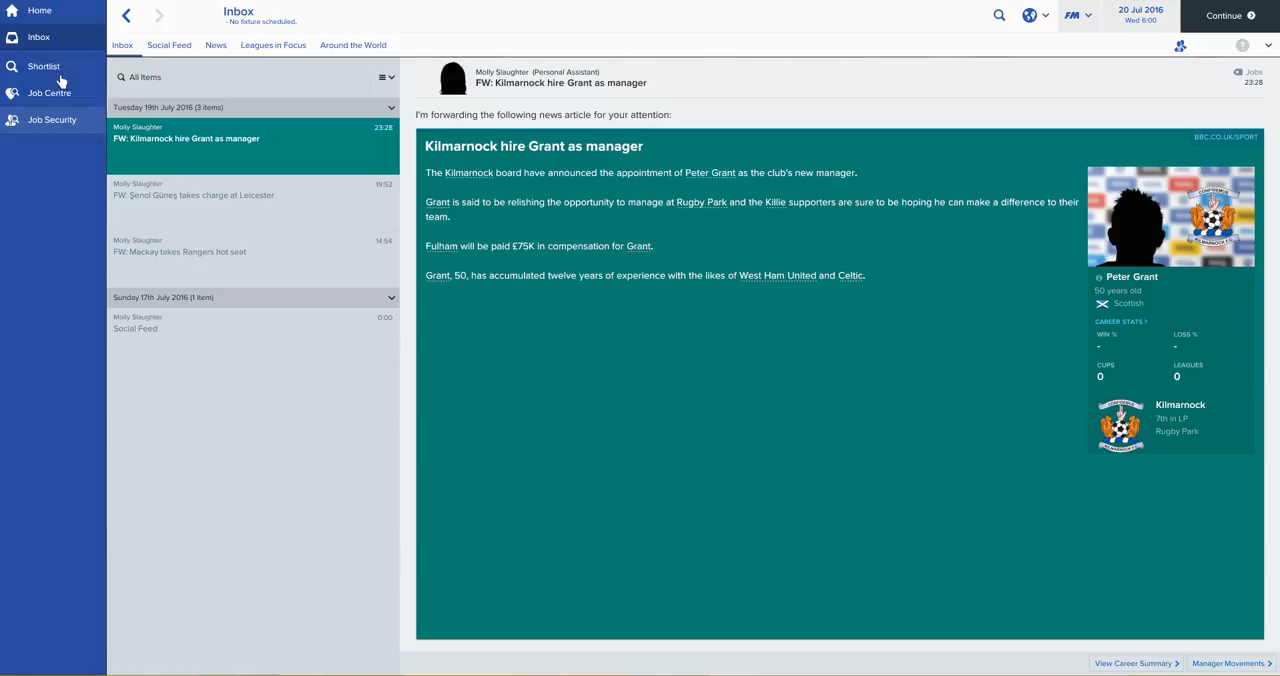 Home
Inbox
Shortlist
Job Centre
Job Security
Inbox
- No fixture scheduled.
FM
20 Jul 2016
Wed 6:00
Continue
Inbox
Social Feed
News
Leagues in Focus
Around the World
?
All Items
Tuesday 19th July 2016 (3 items)
Molly Slaughter 23:28
FW: Kilmarnock hire Grant as manager
Molly Slaughter 19:52
FW: Şenol Güneş takes charge at Leicester
Molly Slaughter 14:54
FW: Mackay takes Rangers hot seat
Sunday 17th July 2016 (1 item)
Molly Slaughter 0:00
Social Feed
Molly Slaughter (Personal Assistant)
FW: Kilmarnock hire Grant as manager
Jobs
23:28
I'm forwarding the following news article for your attention:
BBC.CO.UK/SPORT
Kilmarnock hire Grant as manager
The Kilmarnock board have announced the appointment of Peter Grant as the club's new manager.
Grant is said to be relishing the opportunity to manage at Rugby Park and the Killie supporters are sure to be hoping he can make a difference to their
team.
Fulham will be paid £75K in compensation for Grant.
Grant, 50, has accumulated twelve years of experience with the likes of West Ham United and Celtic.
Peter Grant
50 years old
Scottish
CAREER STATS
WIN % LOSS %
- -
CUPS LEAGUES
0 0
Kilmarnock
7th in LP
Rugby Park
View Career Summary
Manager Movements